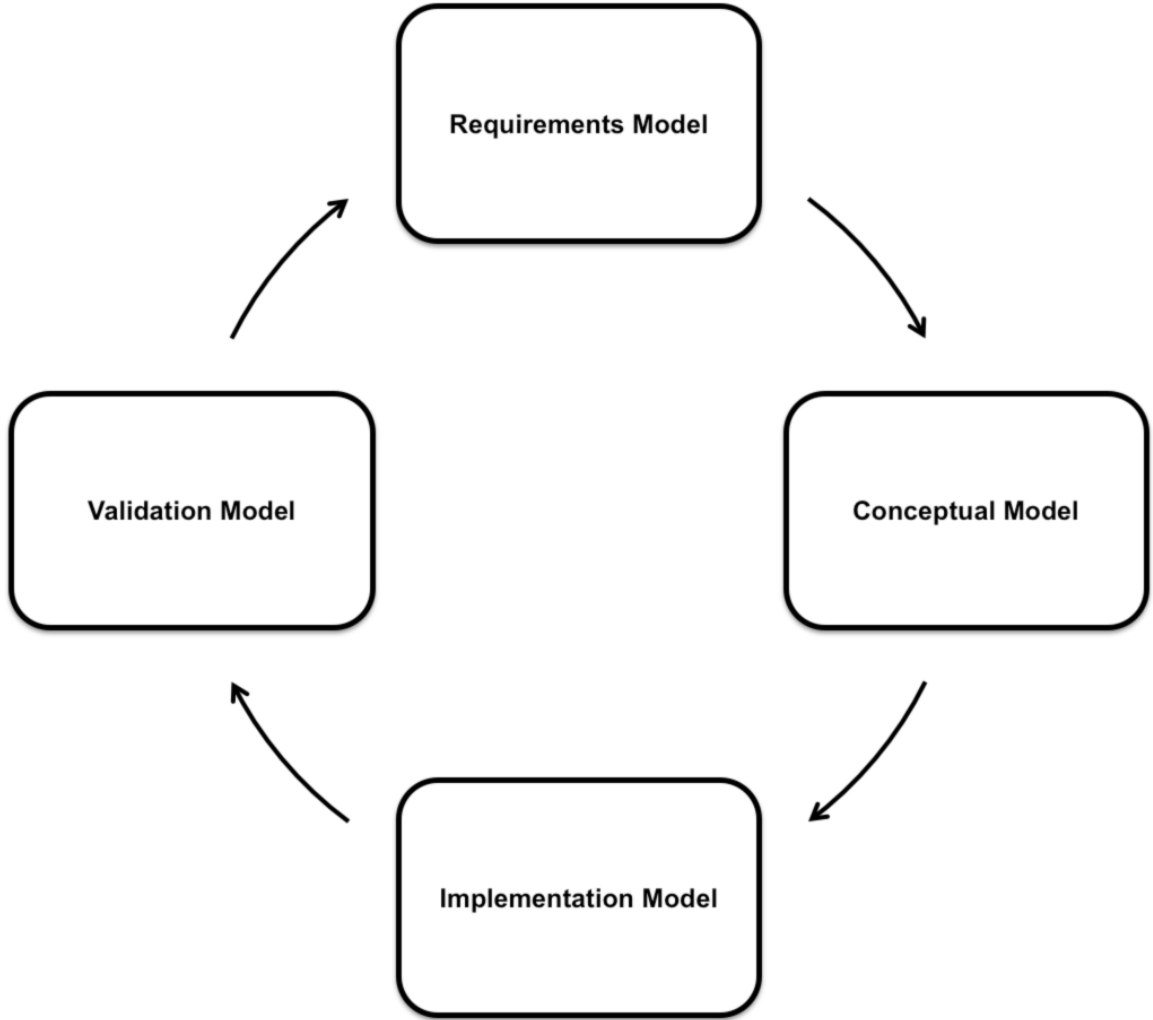 Requirements Model
Validation Model
Conceptual Model
Implementation Model